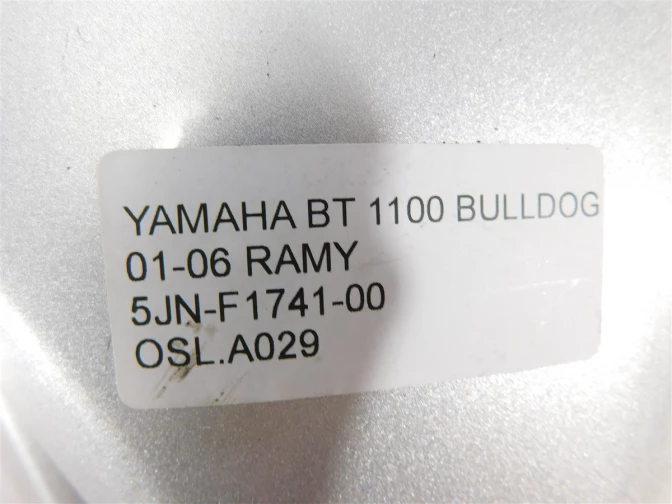 YAMAHA BT 1100 BULLDOG
01-06 RAMY
5JN-F1741-00
OSL.A029